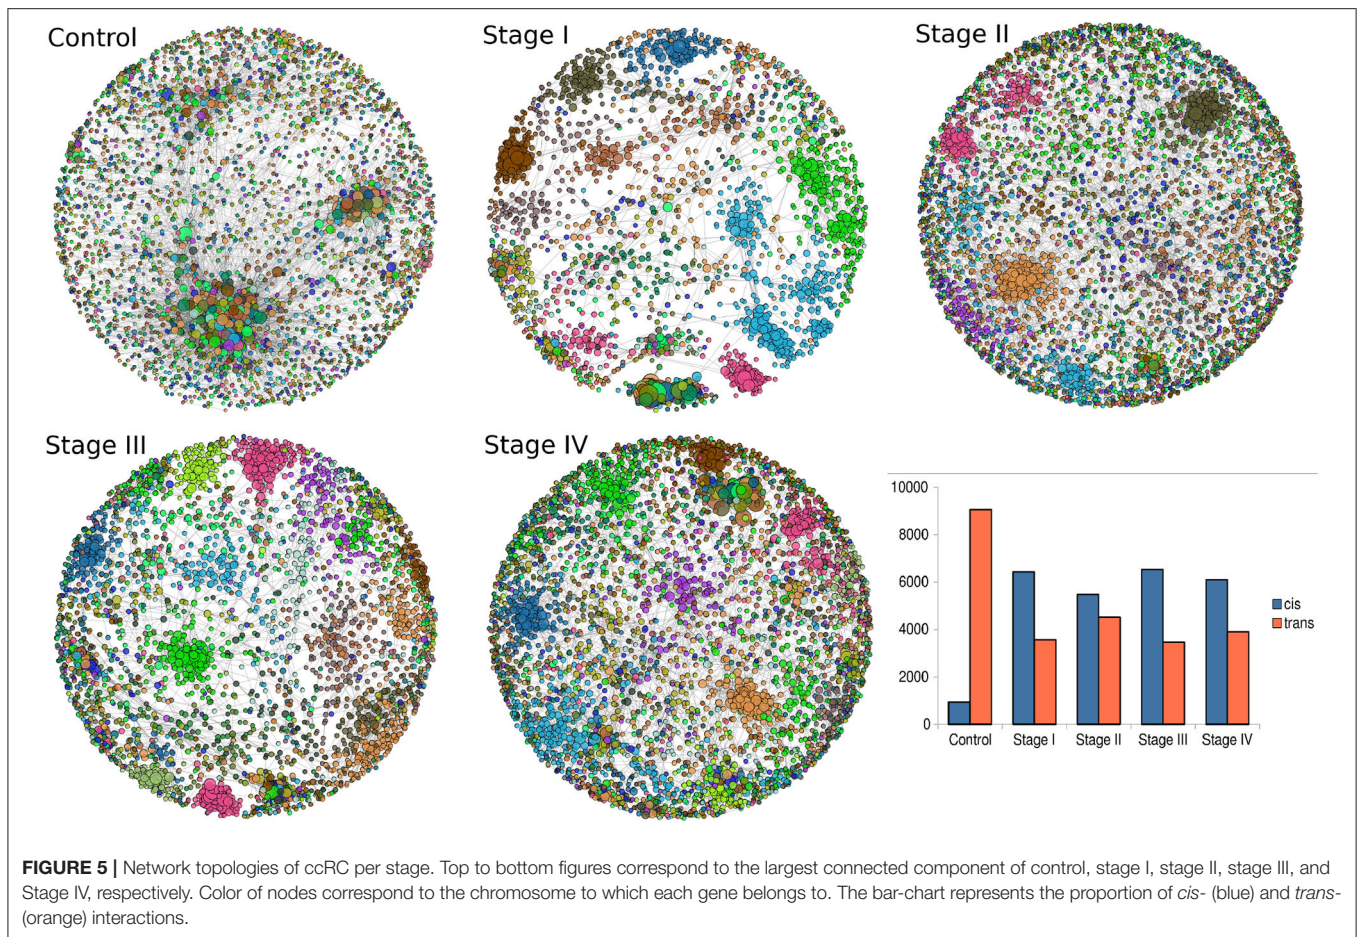 Control
Stage I
Stage II
Stage III
Stage IV
10000
8000
6000
4000
2000
0
cis
trans
Control Stage I Stage II Stage III Stage IV
FIGURE 5 | Network topologies of ccRC per stage. Top to bottom figures correspond to the largest connected component of control, stage I, stage II, stage III, and
Stage IV, respectively. Color of nodes correspond to the chromosome to which each gene belongs to. The bar-chart represents the proportion of cis- (blue) and trans-
(orange) interactions.